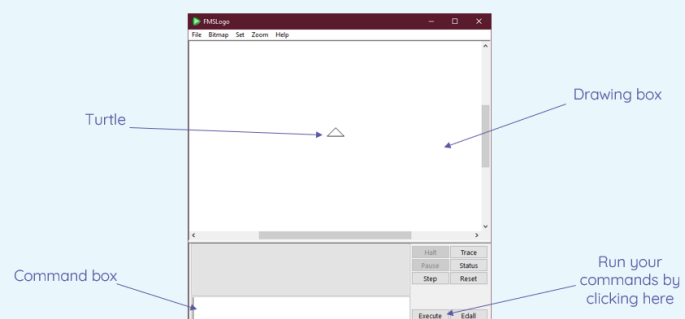 FMSLogo
File Bitmap Set Zoom Help
Turtle
Drawing box
Halt Trace
Pause Status
Step Reset
Command box
Run your
commands by
clicking here
Execute Edall